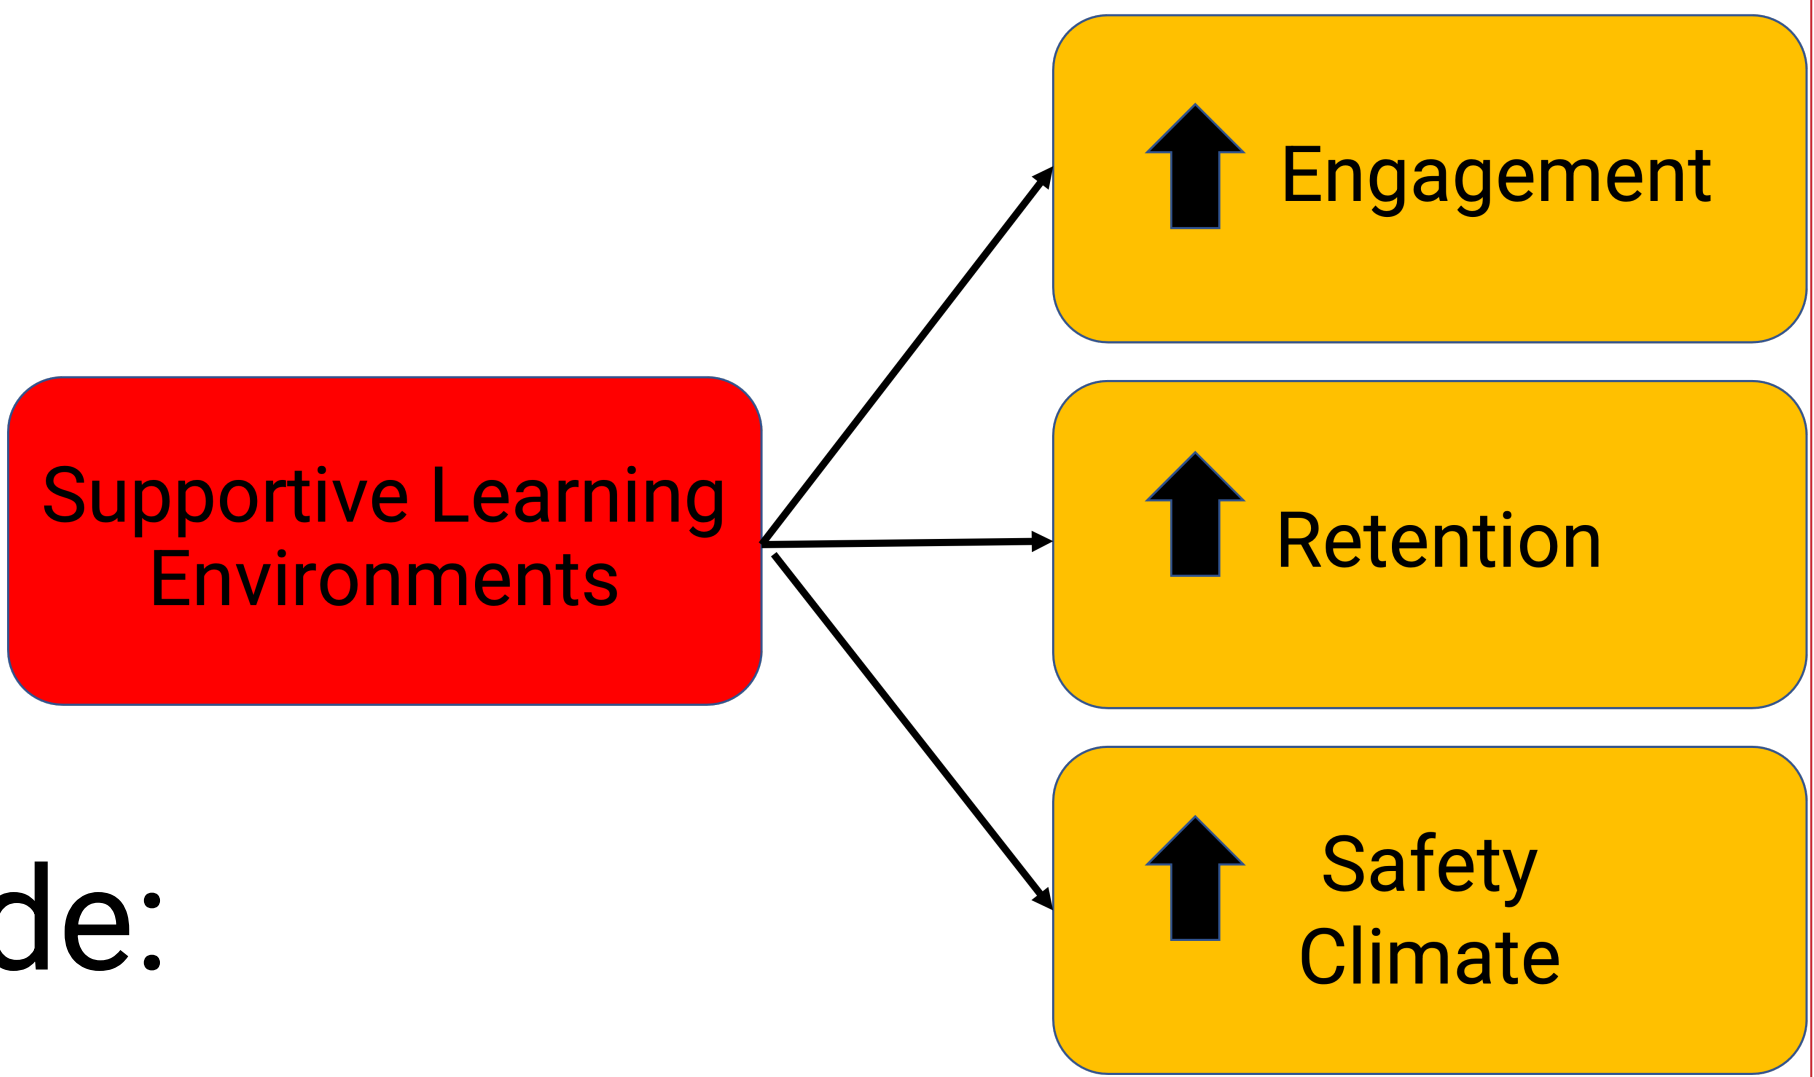 Engagement
Supportive Learning
Environments
Retention
Safety
Climate
de: